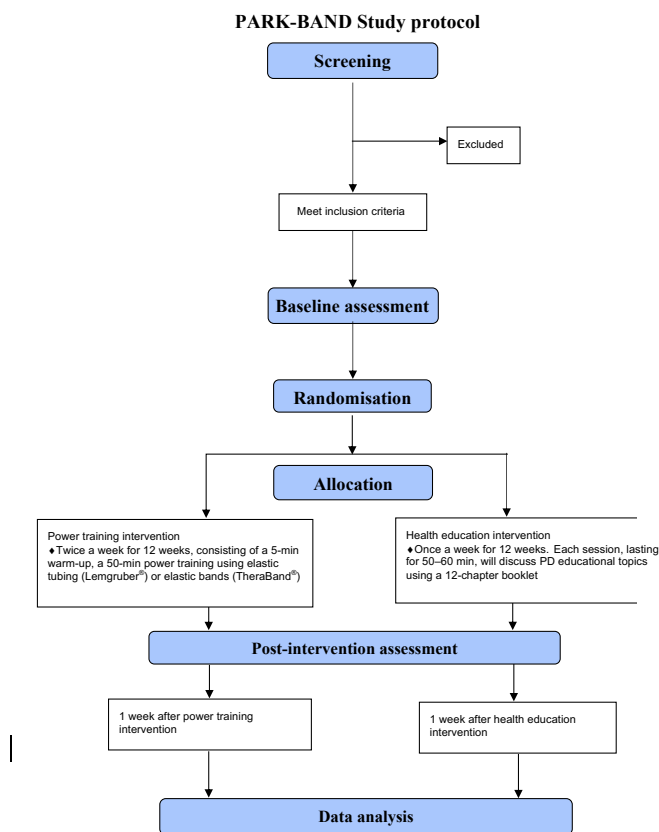 PARK-BAND Study protocol
Screening
Excluded
Meet inclusion criteria
Baseline assessment
Randomisation
Allocation
Power training intervention
♦Twice a week for 12 weeks, consisting of a 5-min
warm-up, a 50-min power training using elastic
tubing (Lemgruber®) or elastic bands (TheraBand®)
Health education intervention
♦Once a week for 12 weeks. Each session, lasting
for 50–60 min, will discuss PD educational topics
using a 12-chapter booklet
Post-intervention assessment
1 week after power training
intervention
1 week after health education
intervention
Data analysis